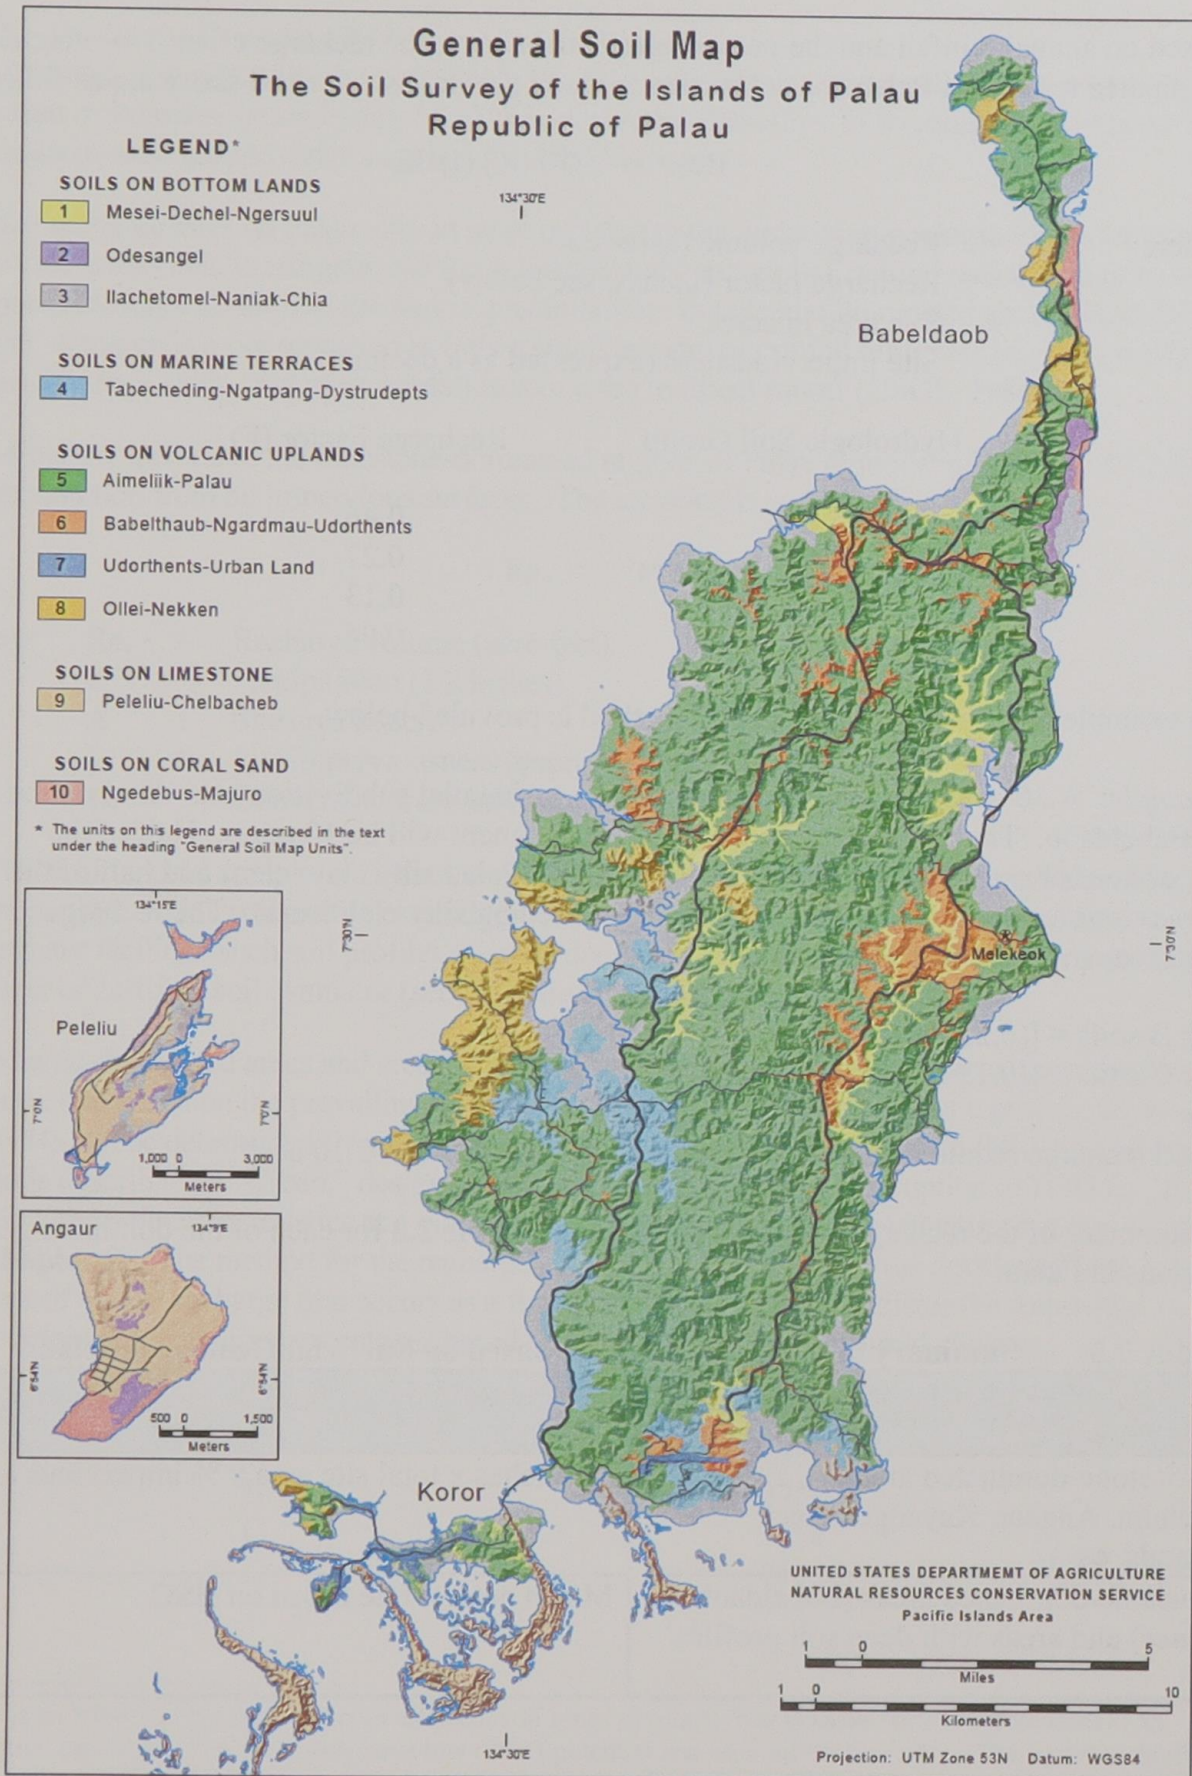 General Soil Map
The Soil Survey of the Islands of Palau
Republic of Palau
LEGEND*
SOILS ON BOTTOM LANDS
1 Mesei-Dechel-Ngersuul
2 Odesangel
3 Ilachetomel-Naniak-Chia
SOILS ON MARINE TERRACES
4 Tabecheding-Ngatpang-Dystrudepts
SOILS ON VOLCANIC UPLANDS
5 Aimeliik-Palau
6 Babelthaub-Ngardmau-Udorthents
7 Udorthents-Urban Land
8 Ollei-Nekken
SOILS ON LIMESTONE
9 Peleliu-Chelbacheb
SOILS ON CORAL SAND
10 Ngedebus-Majuro
* The units on this legend are described in the text
under the heading "General Soil Map Units".
134°30'E
Babeldaob
7°30'N
7°30'N
Melekeok
134°15'E
Peleliu
7°0'N
7°0'N
1,000 0 3,000
Meters
Angaur
134°9'E
6°54'N
6°54'N
500 0 1,500
Meters
Koror
134°30'E
UNITED STATES DEPARTMEMT OF AGRICULTURE
NATURAL RESOURCES CONSERVATION SERVICE
Pacific Islands Area
1 0 5
Miles
1 0 10
Kilometers
Projection: UTM Zone 53N Datum: WGS84